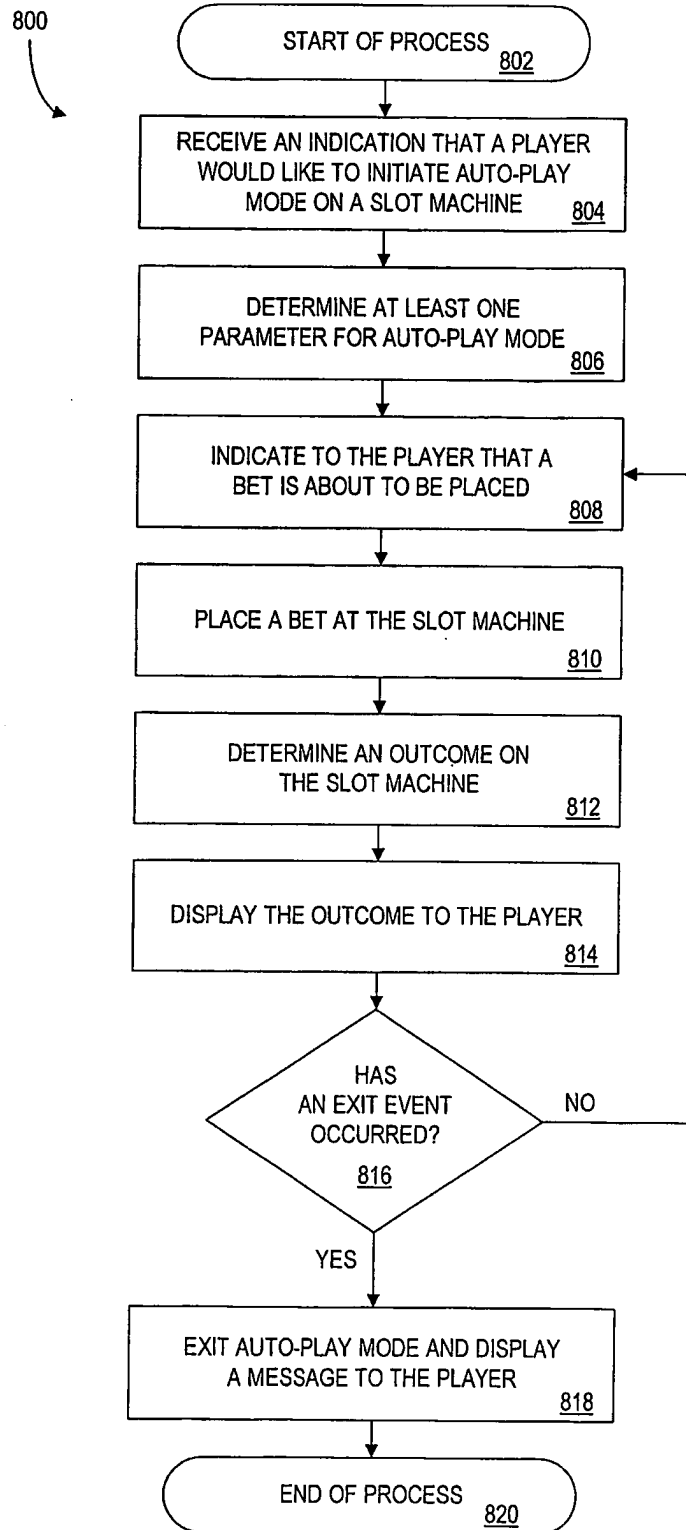 800
START OF PROCESS
802
RECEIVE AN INDICATION THAT A PLAYER
WOULD LIKE TO INITIATE AUTO-PLAY
MODE ON A SLOT MACHINE
804
DETERMINE AT LEAST ONE
PARAMETER FOR AUTO-PLAY MODE
806
INDICATE TO THE PLAYER THAT A
BET IS ABOUT TO BE PLACED
808
PLACE A BET AT THE SLOT MACHINE
810
DETERMINE AN OUTCOME ON
THE SLOT MACHINE
812
DISPLAY THE OUTCOME TO THE PLAYER
814
HAS
AN EXIT EVENT
OCCURRED?
816
NO
YES
EXIT AUTO-PLAY MODE AND DISPLAY
A MESSAGE TO THE PLAYER
818
END OF PROCESS
820